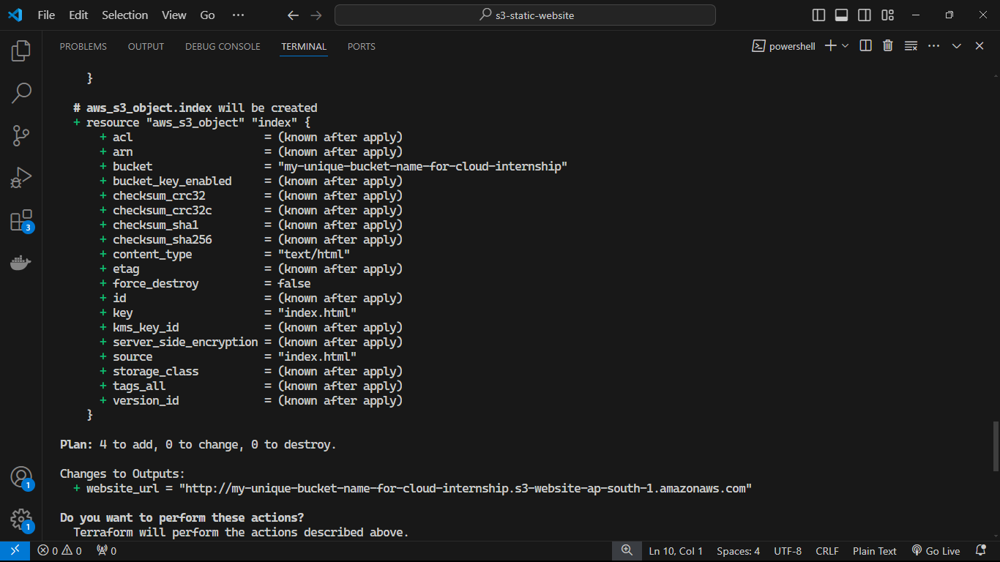 File Edit Selection View Go ··· s3-static-website
PROBLEMS OUTPUT DEBUG CONSOLE TERMINAL PORTS powershell
}
# aws_s3_object.index will be created
+ resource "aws_s3_object" "index" {
+ acl = (known after apply)
+ arn = (known after apply)
+ bucket = "my-unique-bucket-name-for-cloud-internship"
+ bucket_key_enabled = (known after apply)
+ checksum_crc32 = (known after apply)
+ checksum_crc32c = (known after apply)
+ checksum_sha1 = (known after apply)
+ checksum_sha256 = (known after apply)
+ content_type = "text/html"
+ etag = (known after apply)
+ force_destroy = false
+ id = (known after apply)
+ key = "index.html"
+ kms_key_id = (known after apply)
+ server_side_encryption = (known after apply)
+ source = "index.html"
+ storage_class = (known after apply)
+ tags_all = (known after apply)
+ version_id = (known after apply)
}
Plan: 4 to add, 0 to change, 0 to destroy.
Changes to Outputs:
+ website_url = "http://my-unique-bucket-name-for-cloud-internship.s3-website-ap-south-1.amazonaws.com"
Do you want to perform these actions?
Terraform will perform the actions described above.
3
1
1
0 0 0 Ln 10, Col 1 Spaces: 4 UTF-8 CRLF Plain Text Go Live